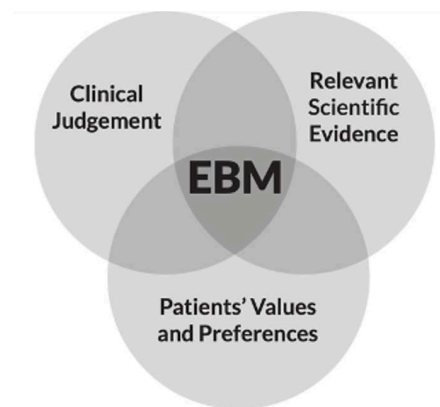 Clinical
Judgement
Relevant
Scientific
Evidence
EBM
Patients’ Values
and Preferences